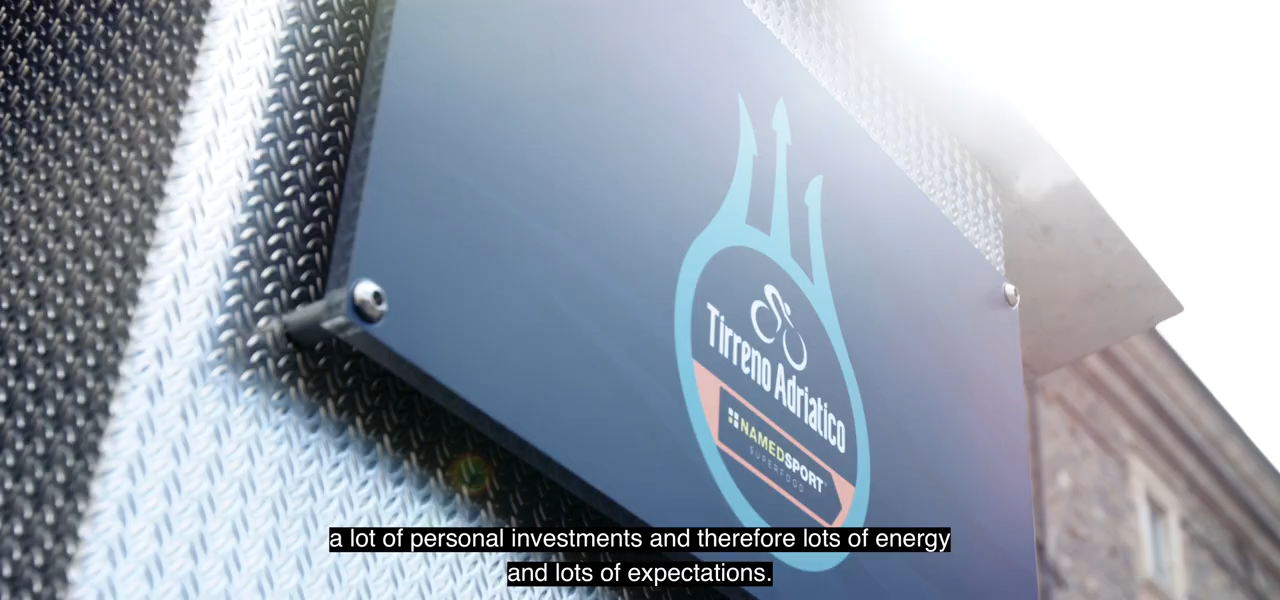 Tirreno Adriatico
NAMEDSPORT
SUPERFOOD
a lot of personal investments and therefore lots of energy
and lots of expectations.